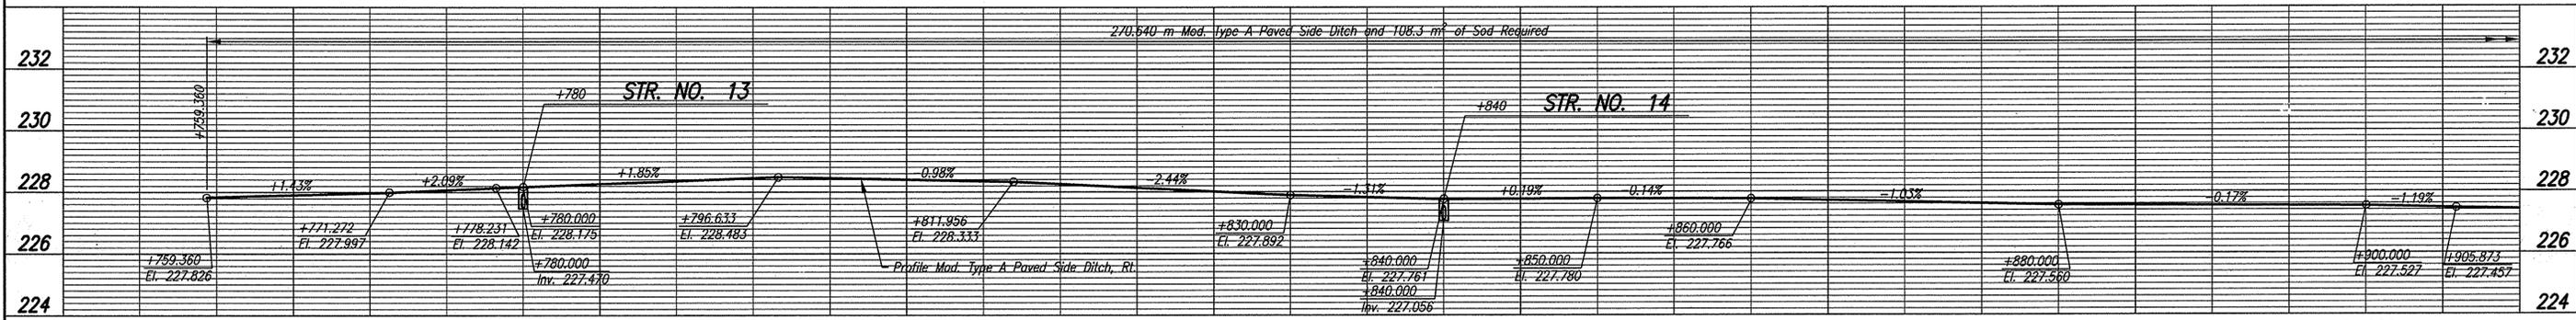 270.640 m Mod. Type A Paved Side Ditch and 108.3 m² of Sod Required
232
232
+759.360
+780
STR. NO. 13
+840
STR. NO. 14
230
230
228
228
+1.43%
+2.09%
+1.85%
-0.98%
-2.44%
-1.31%
+0.19%
-0.14%
-1.03%
-0.17%
-1.19%
+759.360
El. 227.826
+771.272
El. 227.997
+778.231
El. 228.142
+780.000
El. 228.175
+780.000
Inv. 227.470
+796.633
El. 228.483
Profile Mod. Type A Paved Side Ditch, Rt.
+811.956
El. 228.333
+830.000
El. 227.892
+840.000
El. 227.761
+840.000
Inv. 227.056
+850.000
El. 227.780
+860.000
El. 227.766
+880.000
El. 227.560
+900.000
El. 227.527
+905.873
El. 227.457
226
226
224
224